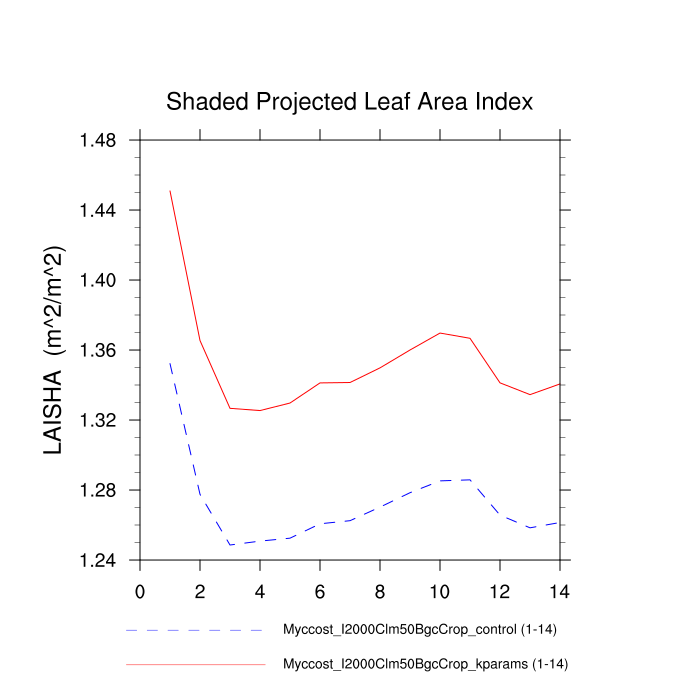 Shaded Projected Leaf Area Index
LAISHA (m^2/m^2)
1.48
1.44
1.40
1.36
1.32
1.28
1.24
0 2 4 6 8 10 12 14
Myccost_I2000Clm50BgcCrop_control (1-14)
Myccost_I2000Clm50BgcCrop_kparams (1-14)